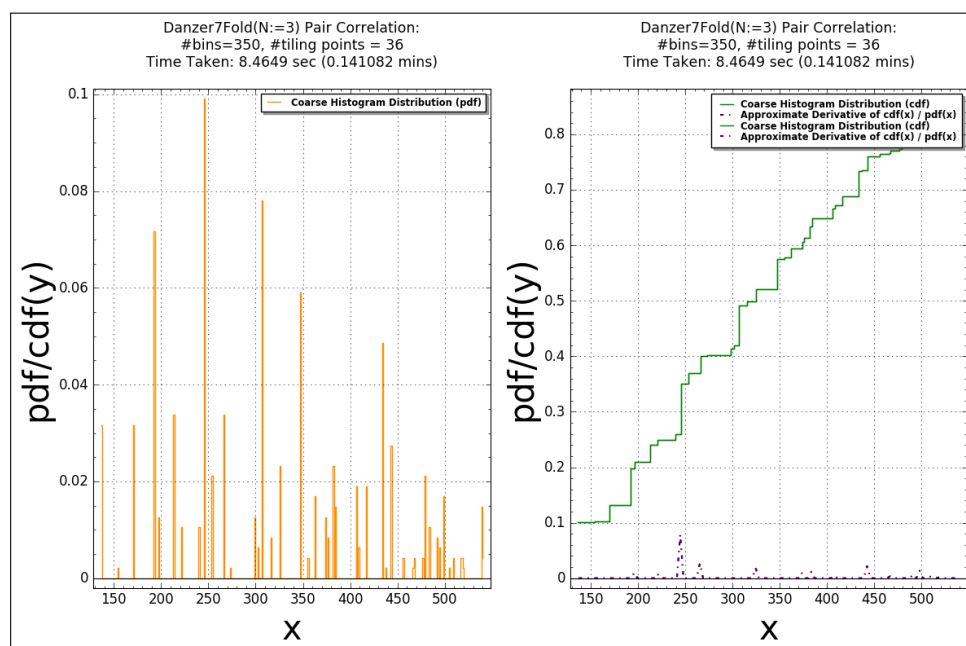 Danzer7Fold(N:=3) Pair Correlation:
#bins=350, #tiling points = 36
Time Taken: 8.4649 sec (0.141082 mins)
Coarse Histogram Distribution (pdf)
0.1
0.08
0.06
0.04
0.02
0
pdf/cdf(y)
150 200 250 300 350 400 450 500
x
Danzer7Fold(N:=3) Pair Correlation:
#bins=350, #tiling points = 36
Time Taken: 8.4649 sec (0.141082 mins)
Coarse Histogram Distribution (cdf)
Approximate Derivative of cdf(x) / pdf(x)
Coarse Histogram Distribution (cdf)
Approximate Derivative of cdf(x) / pdf(x)
0.8
0.7
0.6
0.5
0.4
0.3
0.2
0.1
0
pdf/cdf(y)
150 200 250 300 350 400 450 500
x